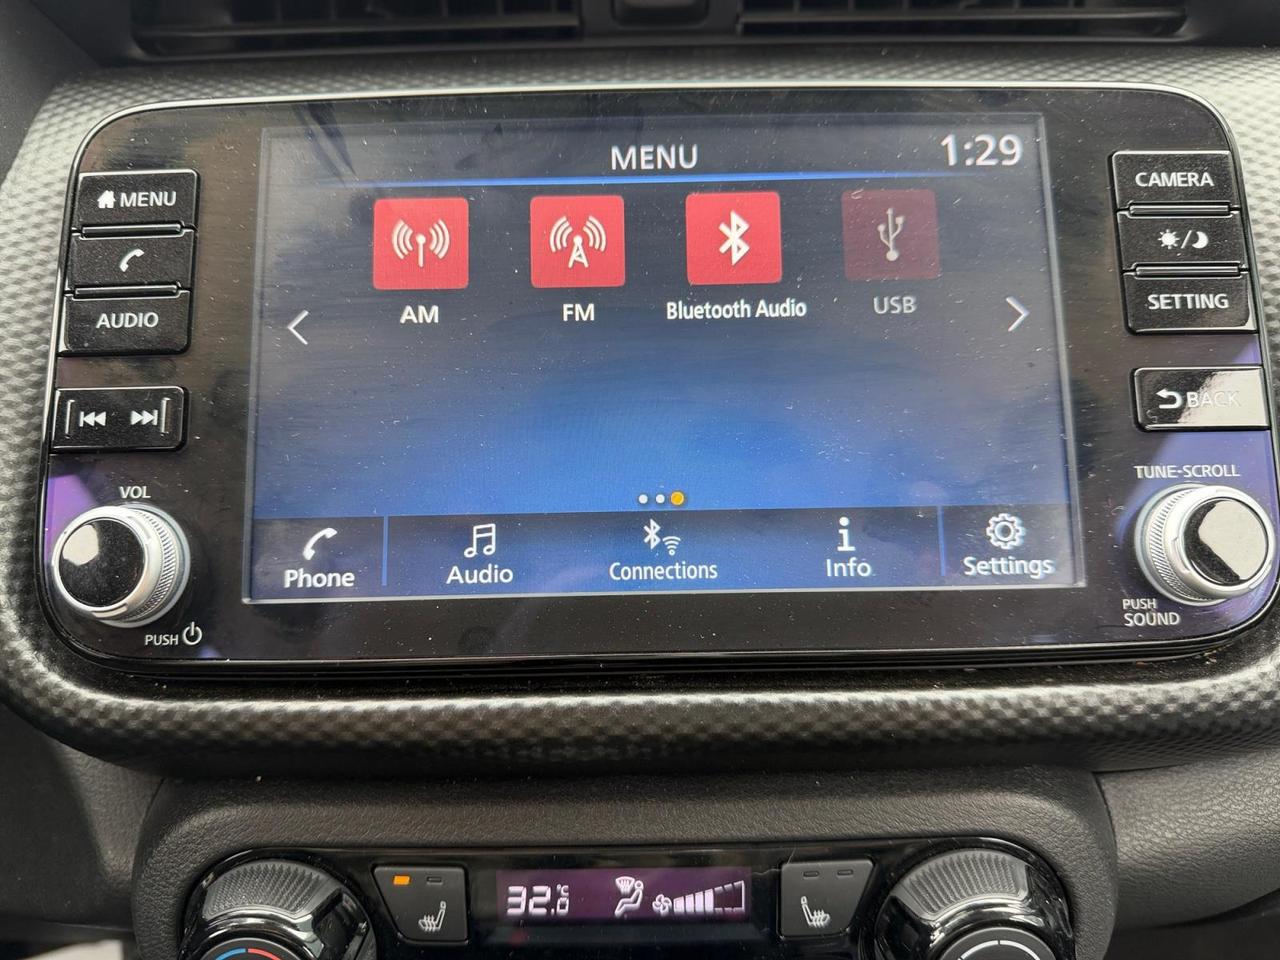 MENU
1:29
MENU
AUDIO
VOL
PUSH
AM
FM
Bluetooth Audio
USB
Phone
Audio
Connections
Info
Settings
CAMERA
SETTING
BACK
TUNE·SCROLL
PUSH
SOUND
32.0 °C